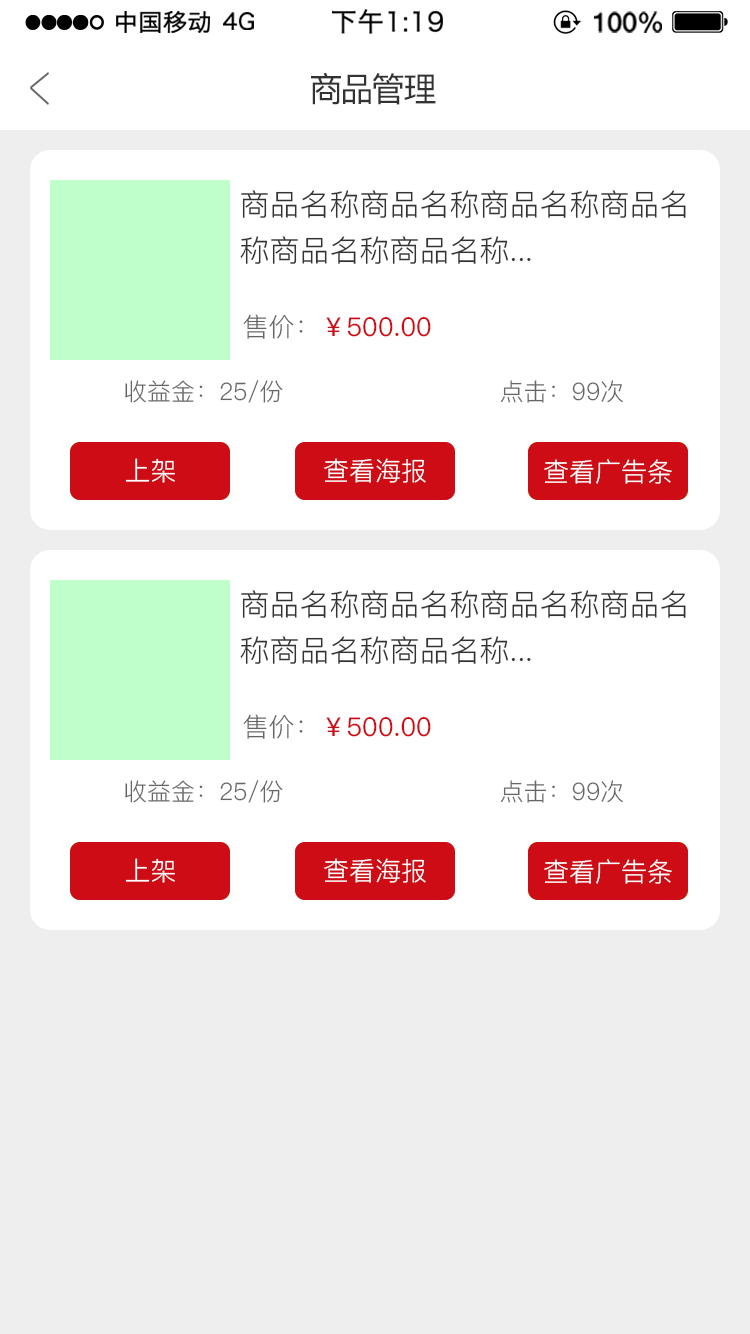 中国移动 4G 下午1:19 100%
商品管理
商品名称商品名称商品名称商品名
称商品名称商品名称...
售价：￥500.00
收益金：25/份 点击：99次
上架 查看海报 查看广告条
商品名称商品名称商品名称商品名
称商品名称商品名称...
售价：￥500.00
收益金：25/份 点击：99次
上架 查看海报 查看广告条